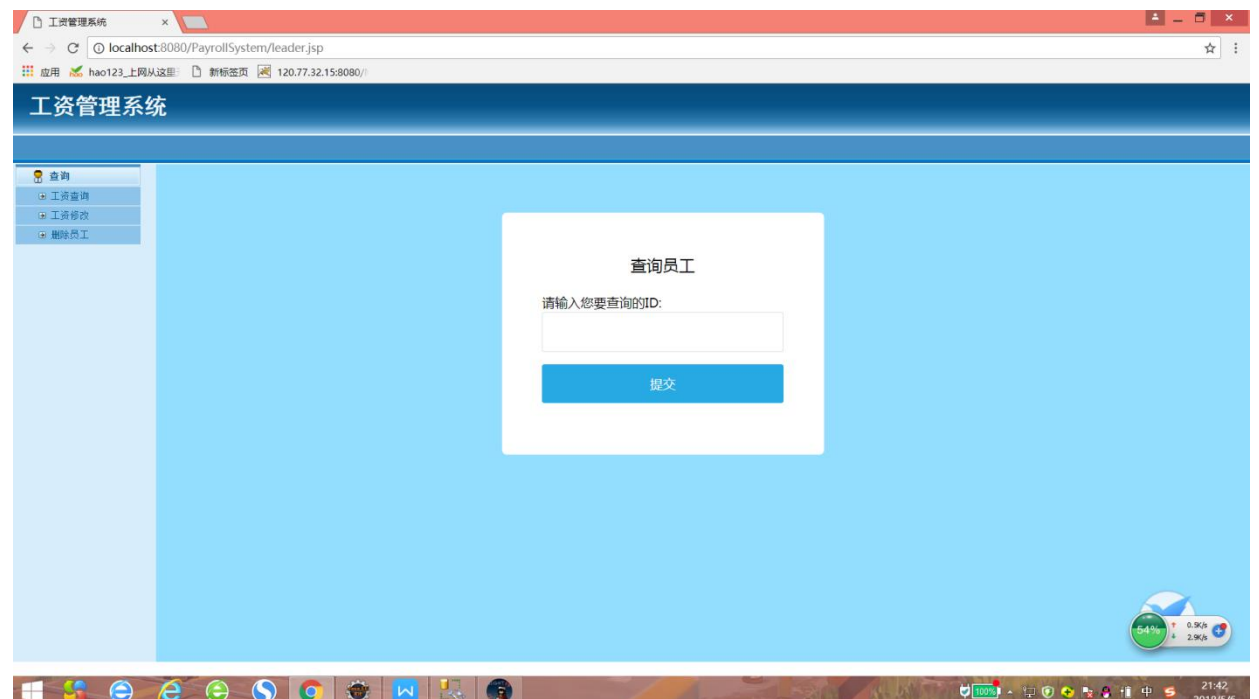 工资管理系统
localhost:8080/PayrollSystem/leader.jsp
应用 hao123_上网从这里 新标签页 120.77.32.15:8080/
工资管理系统
查询
工资查询
工资修改
删除员工
查询员工
请输入您要查询的ID:
提交
54% 0.5K/s
2.9K/s
100% 中 21:42
2018/5/6